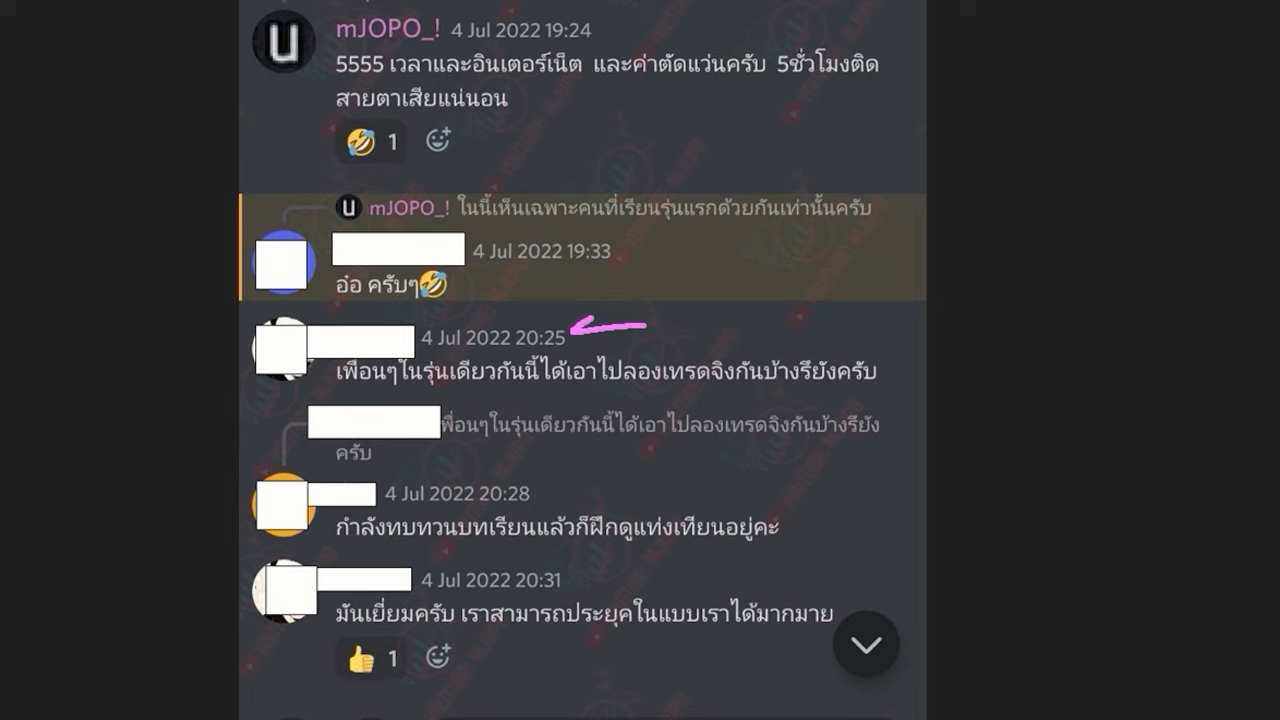 mJOPO_! 4 Jul 2022 19:24
5555 เวลาและอินเตอร์เน็ต และค่าตัดแว่นครับ 5ชั่วโมงติด
สายตาเสียแน่นอน
🤣 1
U mJOPO_! ในนี้เห็นเฉพาะคนที่เรียนรุ่นแรกด้วยกันเท่านั้นครับ
4 Jul 2022 19:33
อ๋อ ครับๆ🤣
4 Jul 2022 20:25
เพื่อนๆในรุ่นเดียวกันนี้ได้เอาไปลองเทรดจิงกันบ้างรึยังครับ
พื่อนๆในรุ่นเดียวกันนี้ได้เอาไปลองเทรดจิงกันบ้างรึยัง
ครับ
4 Jul 2022 20:28
กำลังทบทวนบทเรียนแล้วก็ฝึกดูแท่งเทียนอยู่คะ
4 Jul 2022 20:31
มันเยี่ยมครับ เราสามารถประยุคในแบบเราได้มากมาย
👍 1